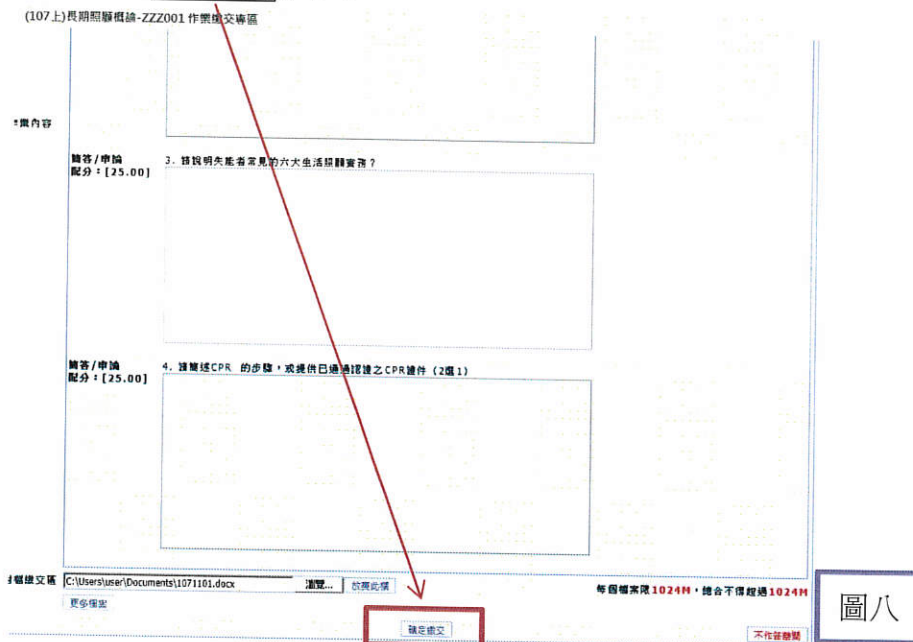 (107上)長期照顧概論-ZZZ001 作業繳交專區
業內容
簡答/申論
配分：[25.00]
3. 請說明失能者常見的六大生活照顧實務？
簡答/申論
配分：[25.00]
4. 請簡述CPR 的步驟，或提供已通過認證之CPR證件 (2選1)
檔繳交區 C:\Users\user\Documents\1071101.docx 瀏覽... 放棄此檔
每個檔案限1024M，總合不得超過1024M
更多檔案
確定繳交
不作答離開
圖八